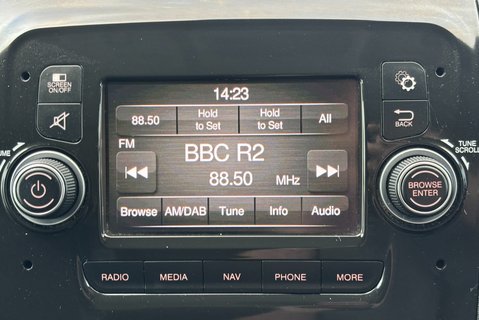 14:23
SCREEN
ON/OFF
88.50
Hold
to Set
Hold
to Set
All
BACK
FM
BBC R2
88.50 MHz
UME
TUNE
SCROLL
BROWSE
ENTER
Browse AM/DAB Tune Info Audio
RADIO MEDIA NAV PHONE MORE